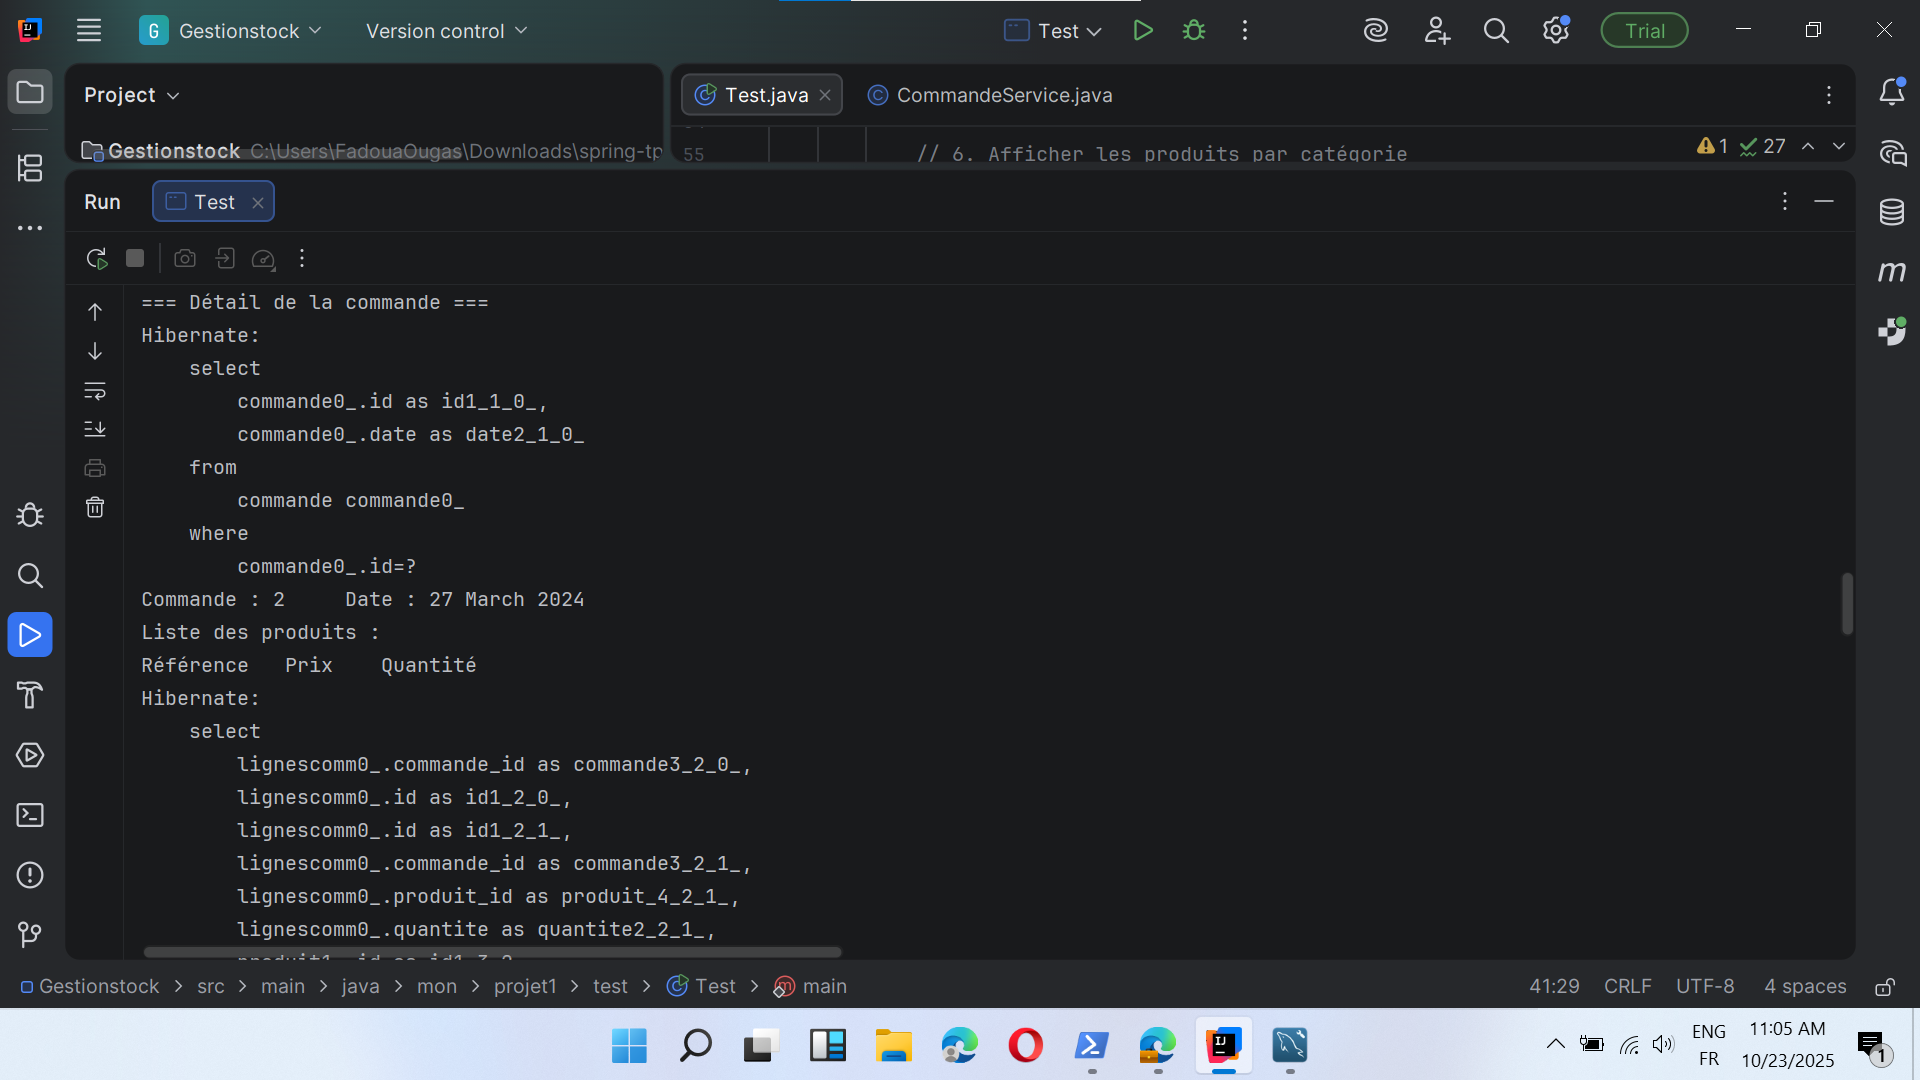 G Gestionstock Version control Test Trial
Project
Test.java CommandeService.java
Gestionstock C:\Users\FadouaOugas\Downloads\spring-tp
55 // 6. Afficher les produits par catégorie 1 27
Run Test
=== Détail de la commande ===
Hibernate:
select
commande0_.id as id1_1_0_,
commande0_.date as date2_1_0_
from
commande commande0_
where
commande0_.id=?
Commande : 2 Date : 27 March 2024
Liste des produits :
Référence Prix Quantité
Hibernate:
select
lignescomm0_.commande_id as commande3_2_0_,
lignescomm0_.id as id1_2_0_,
lignescomm0_.id as id1_2_1_,
lignescomm0_.commande_id as commande3_2_1_,
lignescomm0_.produit_id as produit_4_2_1_,
lignescomm0_.quantite as quantite2_2_1_,
Gestionstock > src > main > java > mon > projet1 > test > Test > m main 41:29 CRLF UTF-8 4 spaces
ENG 11:05 AM
FR 10/23/2025 1